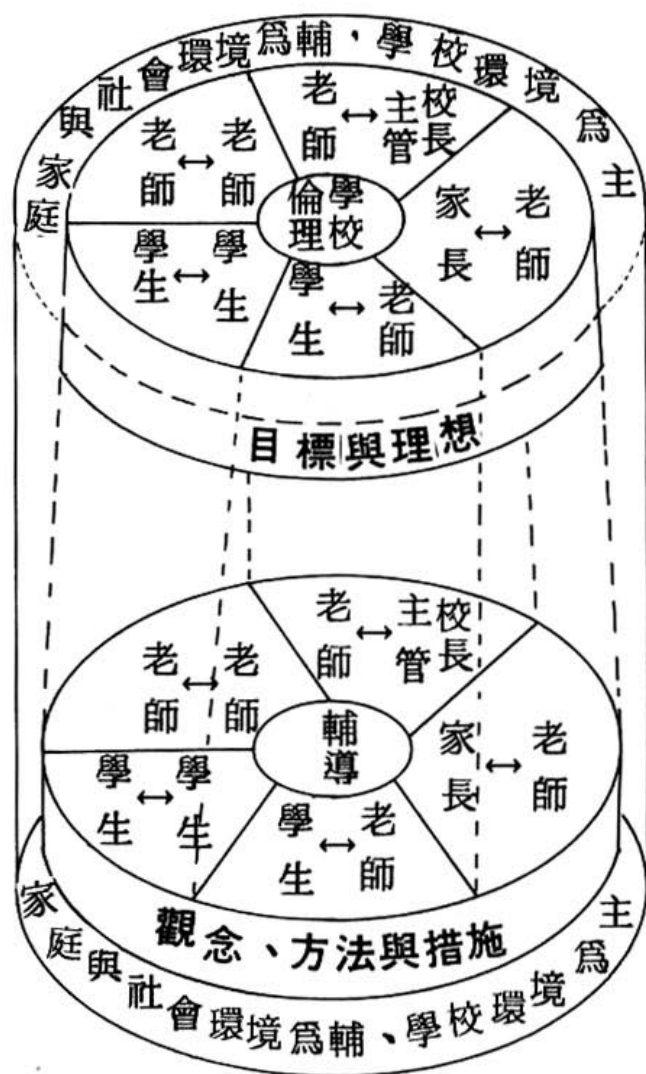 家庭與社會環境爲輔，學校環境爲主
老師↔主管校長
老師↔老師
學校倫理
家長↔老師
學生↔學生
學生↔老師
目標與理想
老師↔主管校長
老師↔老師
輔導
家長↔老師
學生↔學生
學生↔老師
觀念、方法與措施
家庭與社會環境爲輔、學校環境爲主